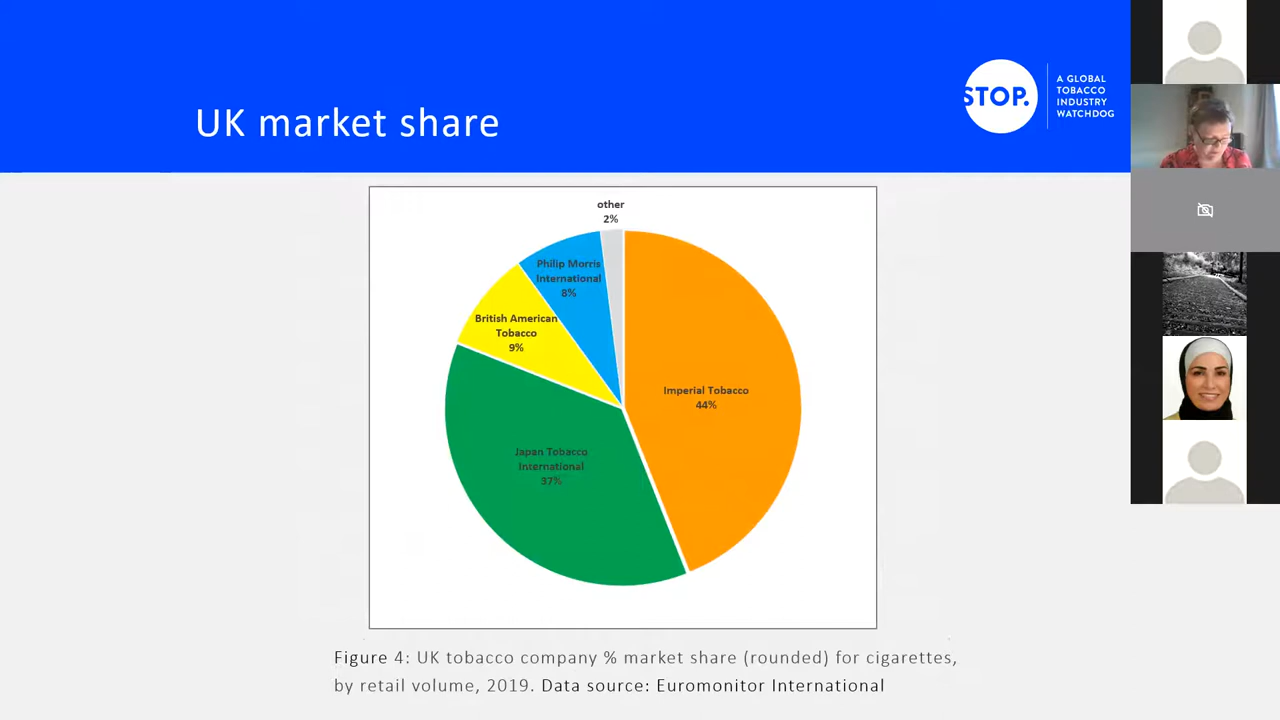 UK market share
STOP.
A GLOBAL
TOBACCO
INDUSTRY
WATCHDOG
other
2%
Philip Morris
International
8%
British American
Tobacco
9%
Imperial Tobacco
44%
Japan Tobacco
International
37%
Figure 4: UK tobacco company % market share (rounded) for cigarettes,
by retail volume, 2019. Data source: Euromonitor International